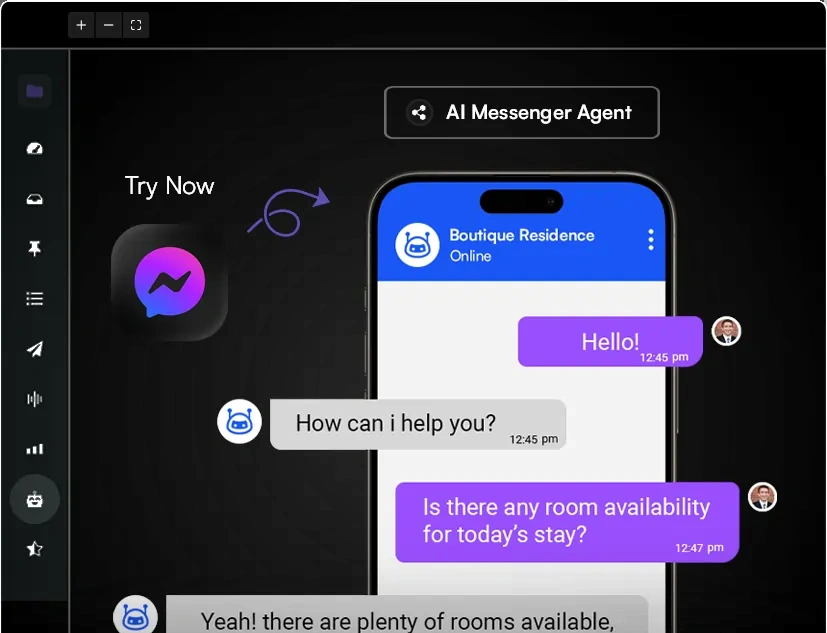 AI Messenger Agent
Try Now
Boutique Residence
Online
Hello!
12:45 pm
How can i help you?
12:45 pm
Is there any room availability
for today’s stay?
12:47 pm
Yeah! there are plenty of rooms available,